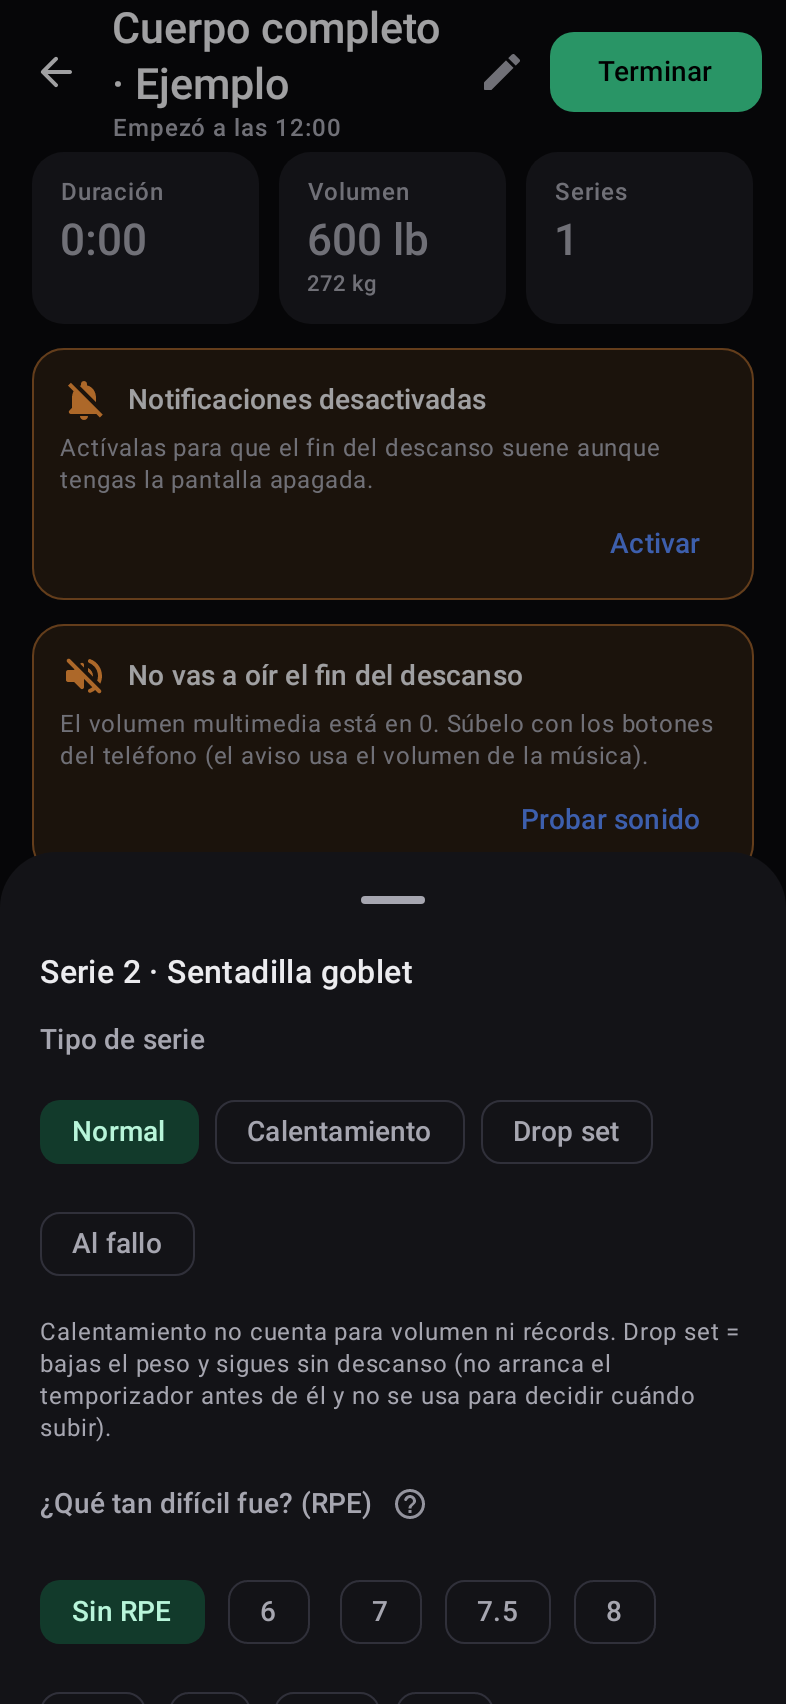 Cuerpo completo
· Ejemplo
Empezó a las 12:00
Terminar
Duración
0:00
Volumen
600 lb
272 kg
Series
1
Notificaciones desactivadas
Actívalas para que el fin del descanso suene aunque
tengas la pantalla apagada.
Activar
No vas a oír el fin del descanso
El volumen multimedia está en 0. Súbelo con los botones
del teléfono (el aviso usa el volumen de la música).
Probar sonido
Serie 2 · Sentadilla goblet
Tipo de serie
Normal
Calentamiento
Drop set
Al fallo
Calentamiento no cuenta para volumen ni récords. Drop set =
bajas el peso y sigues sin descanso (no arranca el
temporizador antes de él y no se usa para decidir cuándo
subir).
¿Qué tan difícil fue? (RPE)
Sin RPE
6
7
7.5
8